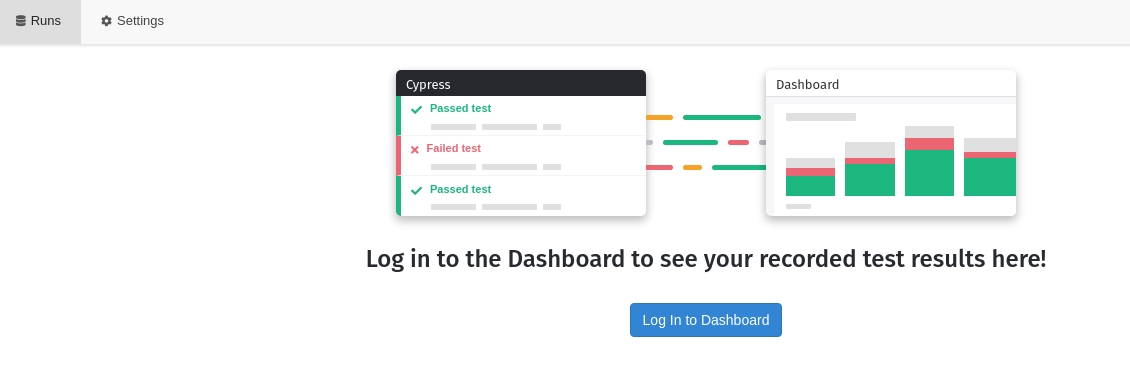 Runs
Settings
Cypress
Passed test
Failed test
Passed test
Dashboard
Log in to the Dashboard to see your recorded test results here!
Log In to Dashboard